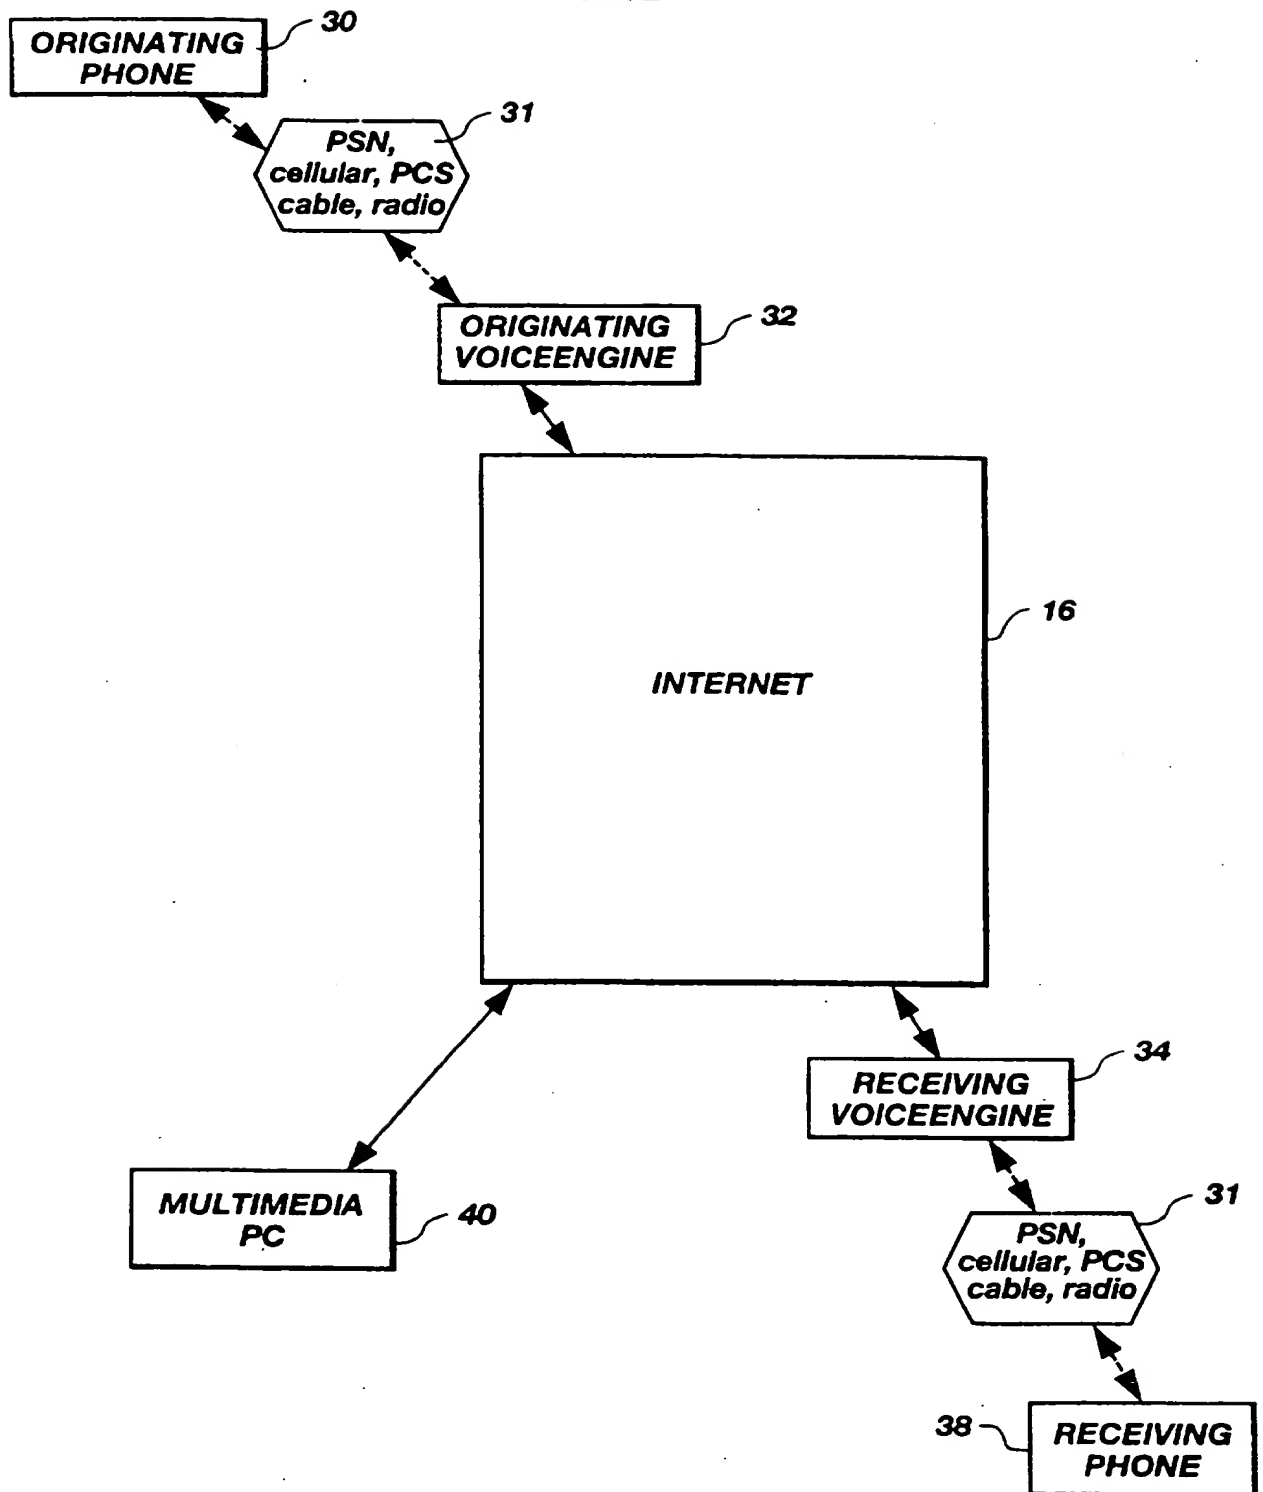 30
ORIGINATING
PHONE
31
PSN,
cellular, PCS
cable, radio
32
ORIGINATING
VOICEENGINE
16
INTERNET
34
RECEIVING
VOICEENGINE
MULTIMEDIA
PC
40
31
PSN,
cellular, PCS
cable, radio
38
RECEIVING
PHONE